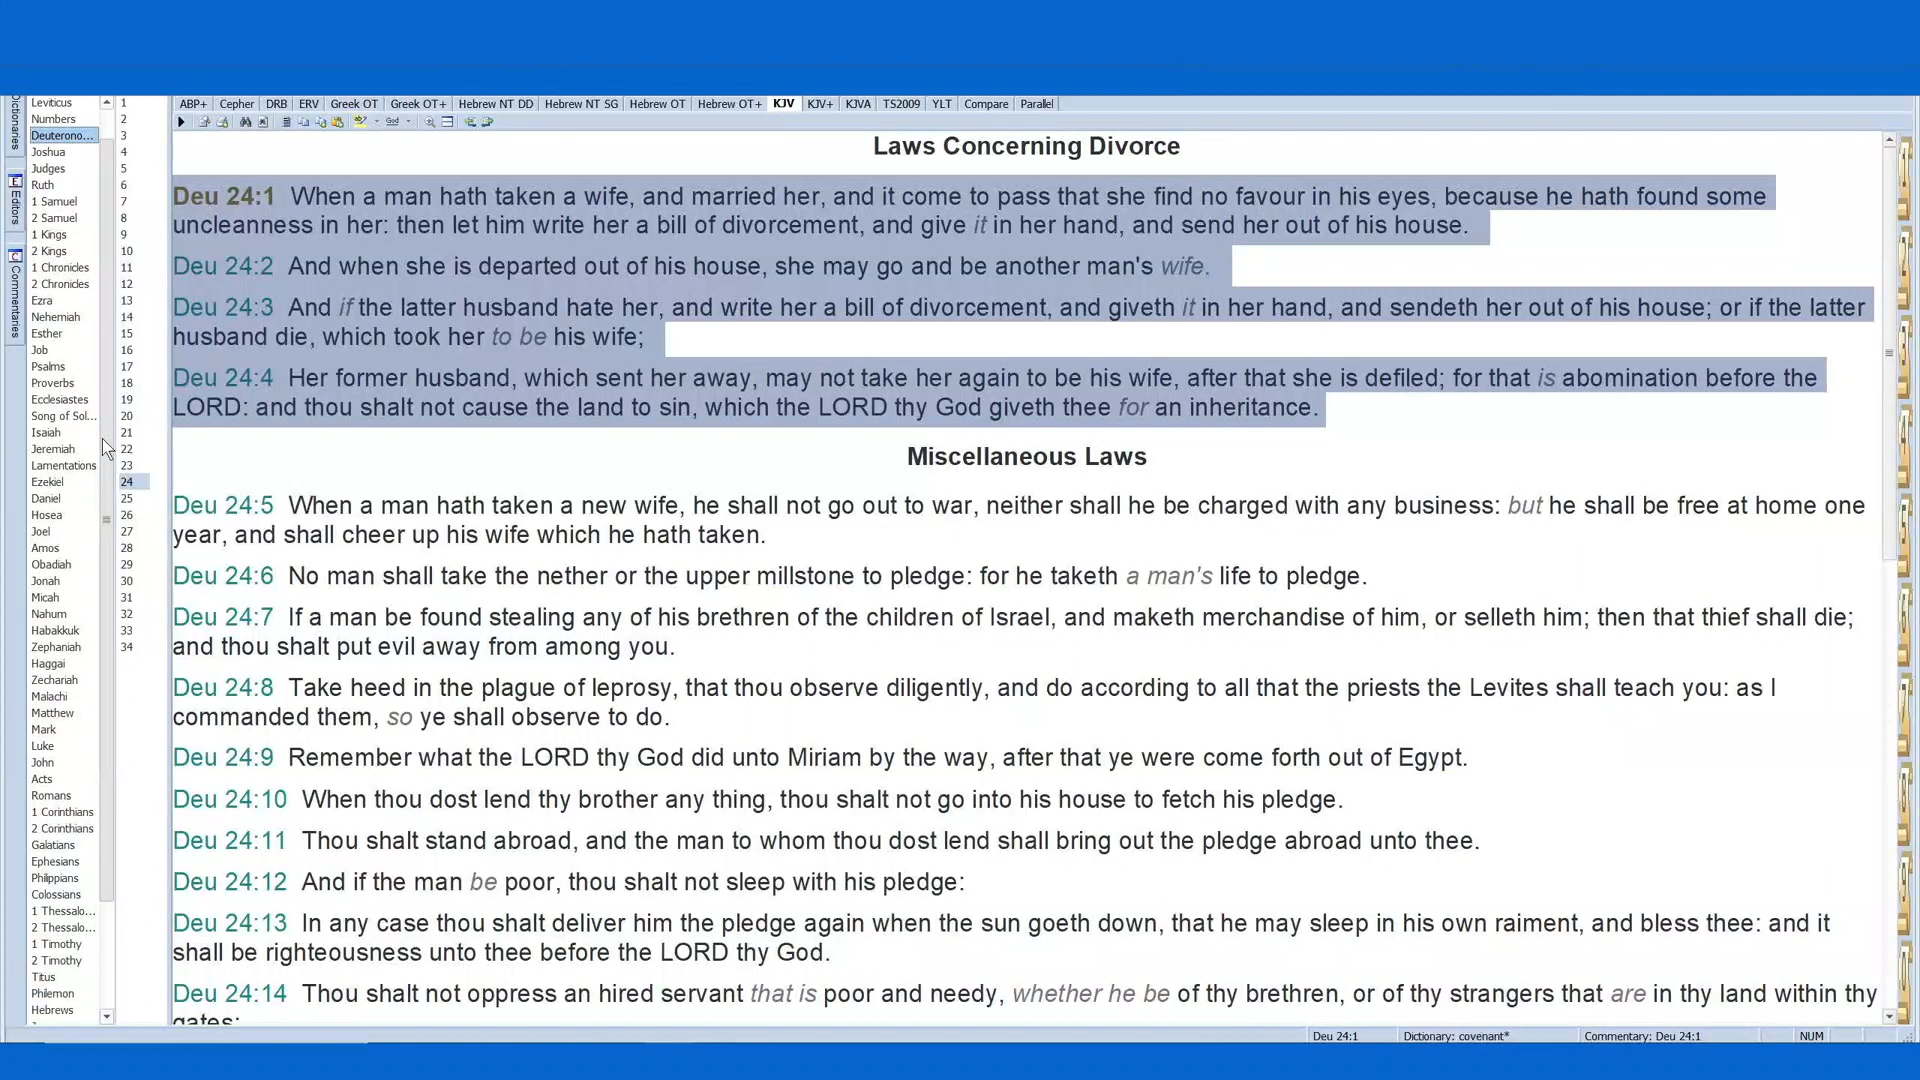 Dictionaries
Editors
Commentaries
Leviticus
Numbers
Deuterono...
Joshua
Judges
Ruth
1 Samuel
2 Samuel
1 Kings
2 Kings
1 Chronicles
2 Chronicles
Ezra
Nehemiah
Esther
Job
Psalms
Proverbs
Ecclesiastes
Song of Sol...
Isaiah
Jeremiah
Lamentations
Ezekiel
Daniel
Hosea
Joel
Amos
Obadiah
Jonah
Micah
Nahum
Habakkuk
Zephaniah
Haggai
Zechariah
Malachi
Matthew
Mark
Luke
John
Acts
Romans
1 Corinthians
2 Corinthians
Galatians
Ephesians
Philippians
Colossians
1 Thessalo...
2 Thessalo...
1 Timothy
2 Timothy
Titus
Philemon
Hebrews
1
2
3
4
5
6
7
8
9
10
11
12
13
14
15
16
17
18
19
20
21
22
23
24
25
26
27
28
29
30
31
32
33
34
ABP+ Cepher DRB ERV Greek OT Greek OT+ Hebrew NT DD Hebrew NT SG Hebrew OT Hebrew OT+ KJV KJV+ KJVA TS2009 YLT Compare Parallel
God
Laws Concerning Divorce
Deu 24:1 When a man hath taken a wife, and married her, and it come to pass that she find no favour in his eyes, because he hath found some
uncleanness in her: then let him write her a bill of divorcement, and give it in her hand, and send her out of his house.
Deu 24:2 And when she is departed out of his house, she may go and be another man's wife.
Deu 24:3 And if the latter husband hate her, and write her a bill of divorcement, and giveth it in her hand, and sendeth her out of his house; or if the latter
husband die, which took her to be his wife;
Deu 24:4 Her former husband, which sent her away, may not take her again to be his wife, after that she is defiled; for that is abomination before the
LORD: and thou shalt not cause the land to sin, which the LORD thy God giveth thee for an inheritance.
Miscellaneous Laws
Deu 24:5 When a man hath taken a new wife, he shall not go out to war, neither shall he be charged with any business: but he shall be free at home one
year, and shall cheer up his wife which he hath taken.
Deu 24:6 No man shall take the nether or the upper millstone to pledge: for he taketh a man's life to pledge.
Deu 24:7 If a man be found stealing any of his brethren of the children of Israel, and maketh merchandise of him, or selleth him; then that thief shall die;
and thou shalt put evil away from among you.
Deu 24:8 Take heed in the plague of leprosy, that thou observe diligently, and do according to all that the priests the Levites shall teach you: as I
commanded them, so ye shall observe to do.
Deu 24:9 Remember what the LORD thy God did unto Miriam by the way, after that ye were come forth out of Egypt.
Deu 24:10 When thou dost lend thy brother any thing, thou shalt not go into his house to fetch his pledge.
Deu 24:11 Thou shalt stand abroad, and the man to whom thou dost lend shall bring out the pledge abroad unto thee.
Deu 24:12 And if the man be poor, thou shalt not sleep with his pledge:
Deu 24:13 In any case thou shalt deliver him the pledge again when the sun goeth down, that he may sleep in his own raiment, and bless thee: and it
shall be righteousness unto thee before the LORD thy God.
Deu 24:14 Thou shalt not oppress an hired servant that is poor and needy, whether he be of thy brethren, or of thy strangers that are in thy land within thy
gates:
Deu 24:1 Dictionary: covenant* Commentary: Deu 24:1 NUM